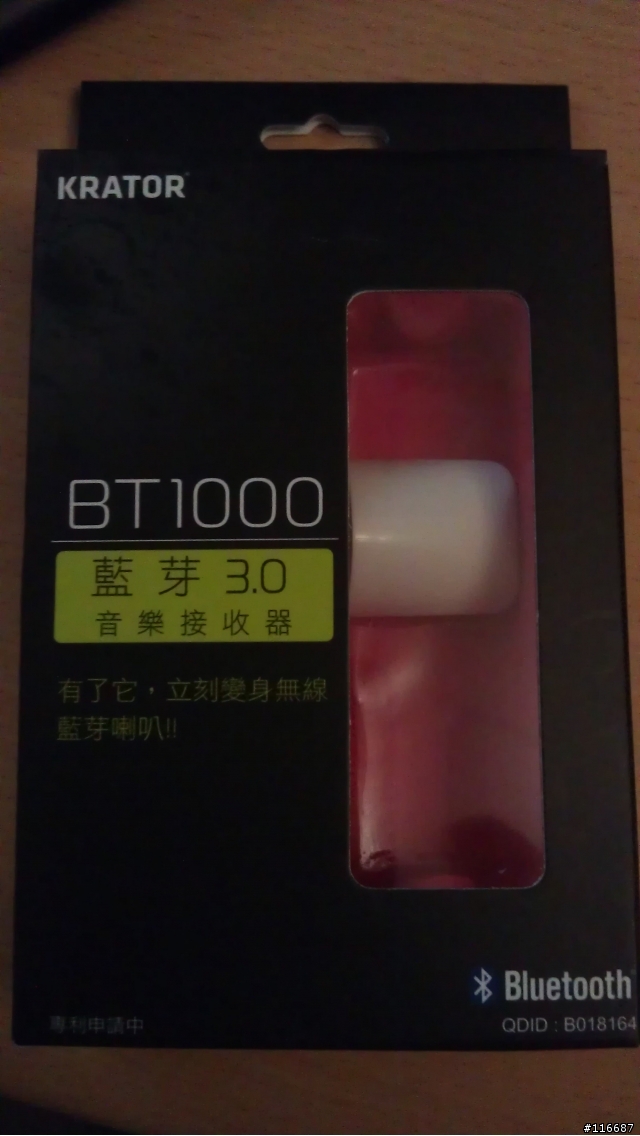 KRATOR
BT1000
藍芽 3.0
音樂接收器
有了它，立刻變身無線
藍芽喇叭!!
Bluetooth
專利申請中
QDID : B018164
#116687